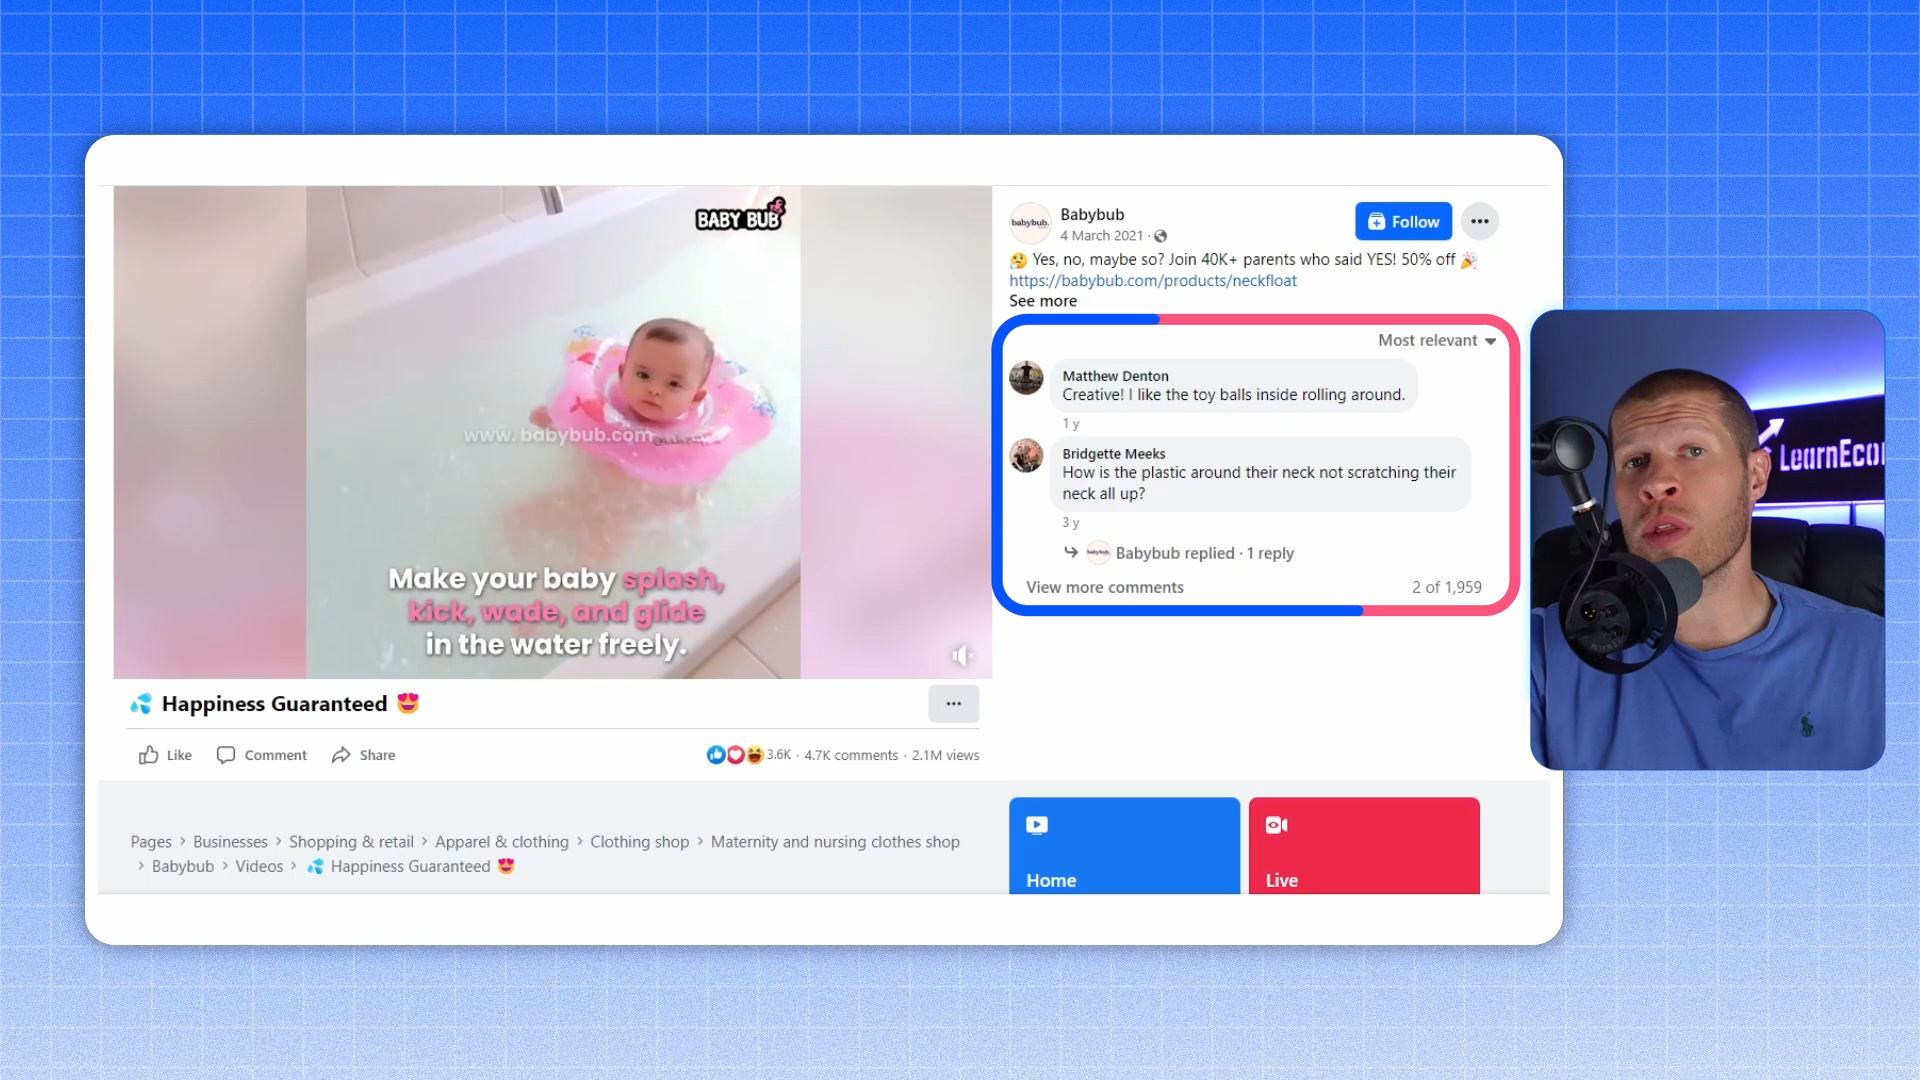 BABY BUB
www.babybub.com
Make your baby splash,
kick, wade, and glide
in the water freely.
💦 Happiness Guaranteed 😍
Like
Comment
Share
3.6K · 4.7K comments · 2.1M views
babybub.
Babybub
4 March 2021 ·
Follow
🤔 Yes, no, maybe so? Join 40K+ parents who said YES! 50% off 🎉
https://babybub.com/products/neckfloat
See more
Most relevant
Matthew Denton
Creative! I like the toy balls inside rolling around.
1 y
Bridgette Meeks
How is the plastic around their neck not scratching their
neck all up?
3 y
Babybub replied · 1 reply
View more comments
2 of 1,959
LearnEco
Pages > Businesses > Shopping & retail > Apparel & clothing > Clothing shop > Maternity and nursing clothes shop
> Babybub > Videos > 💦 Happiness Guaranteed 😍
Home
Live